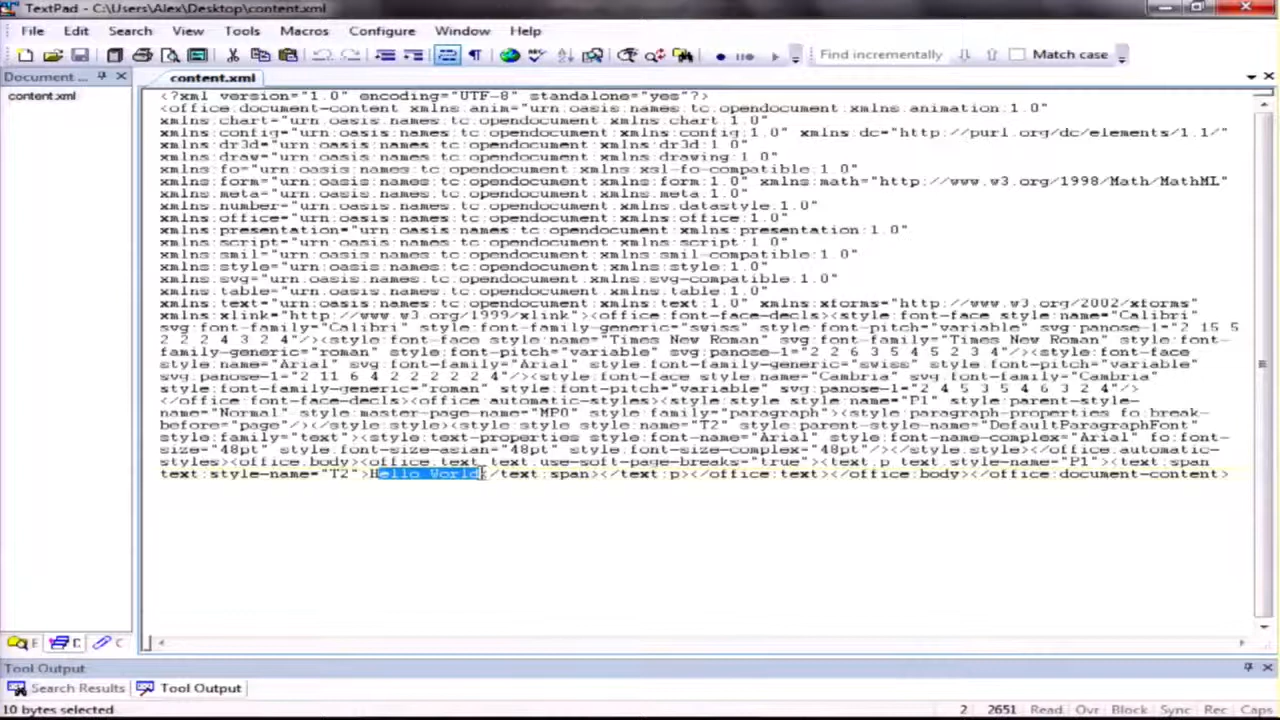 TextPad - C:\Users\Alex\Desktop\content.xml
File Edit Search View Tools Macros Configure Window Help
Find incrementally Match case
Document ...
content.xml
content.xml
<?xml version="1.0" encoding="UTF-8" standalone="yes"?>
<office:document-content xmlns:anim="urn:oasis:names:tc:opendocument:xmlns:animation:1.0"
xmlns:chart="urn:oasis:names:tc:opendocument:xmlns:chart:1.0"
xmlns:config="urn:oasis:names:tc:opendocument:xmlns:config:1.0" xmlns:dc="http://purl.org/dc/elements/1.1/"
xmlns:dr3d="urn:oasis:names:tc:opendocument:xmlns:dr3d:1.0"
xmlns:draw="urn:oasis:names:tc:opendocument:xmlns:drawing:1.0"
xmlns:fo="urn:oasis:names:tc:opendocument:xmlns:xsl-fo-compatible:1.0"
xmlns:form="urn:oasis:names:tc:opendocument:xmlns:form:1.0" xmlns:math="http://www.w3.org/1998/Math/MathML"
xmlns:meta="urn:oasis:names:tc:opendocument:xmlns:meta:1.0"
xmlns:number="urn:oasis:names:tc:opendocument:xmlns:datastyle:1.0"
xmlns:office="urn:oasis:names:tc:opendocument:xmlns:office:1.0"
xmlns:presentation="urn:oasis:names:tc:opendocument:xmlns:presentation:1.0"
xmlns:script="urn:oasis:names:tc:opendocument:xmlns:script:1.0"
xmlns:smil="urn:oasis:names:tc:opendocument:xmlns:smil-compatible:1.0"
xmlns:style="urn:oasis:names:tc:opendocument:xmlns:style:1.0"
xmlns:svg="urn:oasis:names:tc:opendocument:xmlns:svg-compatible:1.0"
xmlns:table="urn:oasis:names:tc:opendocument:xmlns:table:1.0"
xmlns:text="urn:oasis:names:tc:opendocument:xmlns:text:1.0" xmlns:xforms="http://www.w3.org/2002/xforms"
xmlns:xlink="http://www.w3.org/1999/xlink"><office:font-face-decls><style:font-face style:name="Calibri"
svg:font-family="Calibri" style:font-family-generic="swiss" style:font-pitch="variable" svg:panose-1="2 15 5
2 2 2 4 3 2 4"/><style:font-face style:name="Times New Roman" svg:font-family="Times New Roman" style:font-
family-generic="roman" style:font-pitch="variable" svg:panose-1="2 2 6 3 5 4 5 2 3 4"/><style:font-face
style:name="Arial" svg:font-family="Arial" style:font-family-generic="swiss" style:font-pitch="variable"
svg:panose-1="2 11 6 4 2 2 2 2 2 4"/><style:font-face style:name="Cambria" svg:font-family="Cambria"
style:font-family-generic="roman" style:font-pitch="variable" svg:panose-1="2 4 5 3 5 4 6 3 2 4"/>
</office:font-face-decls><office:automatic-styles><style:style style:name="P1" style:parent-style-
name="Normal" style:master-page-name="MP0" style:family="paragraph"><style:paragraph-properties fo:break-
before="page"/></style:style><style:style style:name="T2" style:parent-style-name="DefaultParagraphFont"
style:family="text"><style:text-properties style:font-name="Arial" style:font-name-complex="Arial" fo:font-
size="48pt" style:font-size-asian="48pt" style:font-size-complex="48pt"/></style:style></office:automatic-
styles><office:body><office:text text:use-soft-page-breaks="true"><text:p text:style-name="P1"><text:span
text:style-name="T2">Hello World</text:span></text:p></office:text></office:body></office:document-content>
Tool Output
Search Results Tool Output
10 bytes selected 2 2651 Read Ovr Block Sync Rec Caps